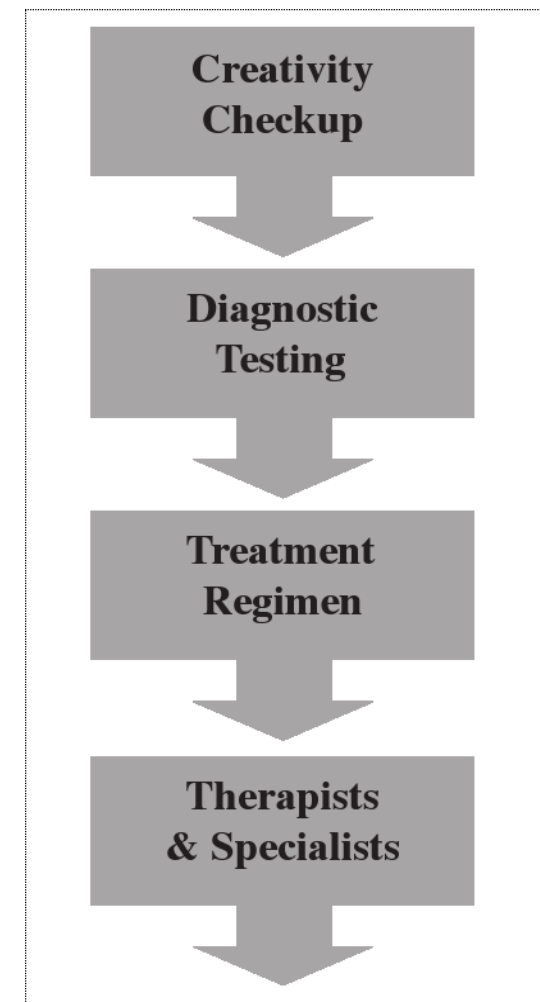 Creativity
Checkup
Diagnostic
Testing
Treatment
Regimen
Therapists
& Specialists